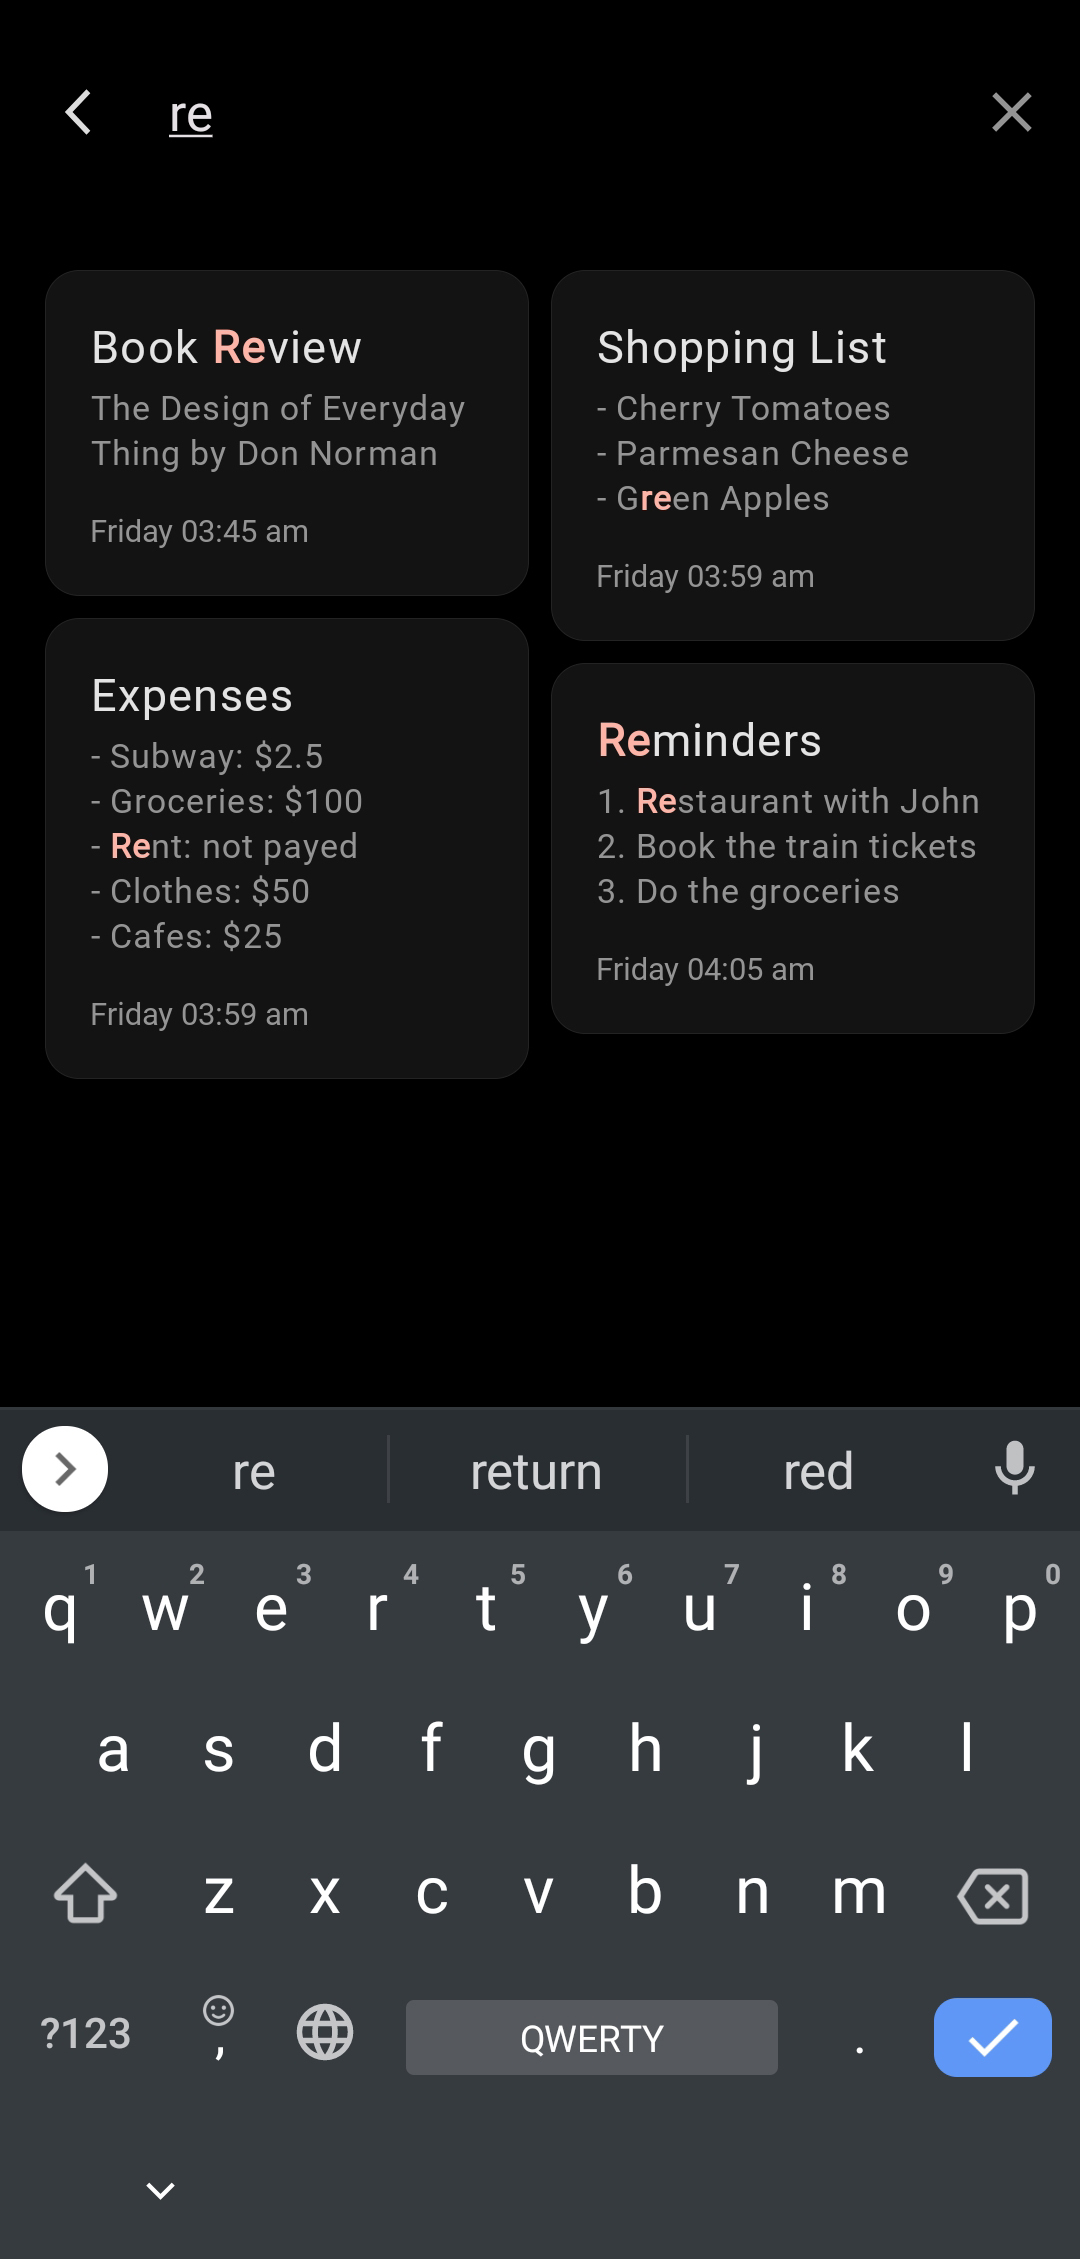 re
Book Review
The Design of Everyday
Thing by Don Norman
Friday 03:45 am
Shopping List
- Cherry Tomatoes
- Parmesan Cheese
- Green Apples
Friday 03:59 am
Expenses
- Subway: $2.5
- Groceries: $100
- Rent: not payed
- Clothes: $50
- Cafes: $25
Friday 03:59 am
Reminders
1. Restaurant with John
2. Book the train tickets
3. Do the groceries
Friday 04:05 am
re return red
q 1 w 2 e 3 r 4 t 5 y 6 u 7 i 8 o 9 p 0
a s d f g h j k l
z x c v b n m
?123 , QWERTY .